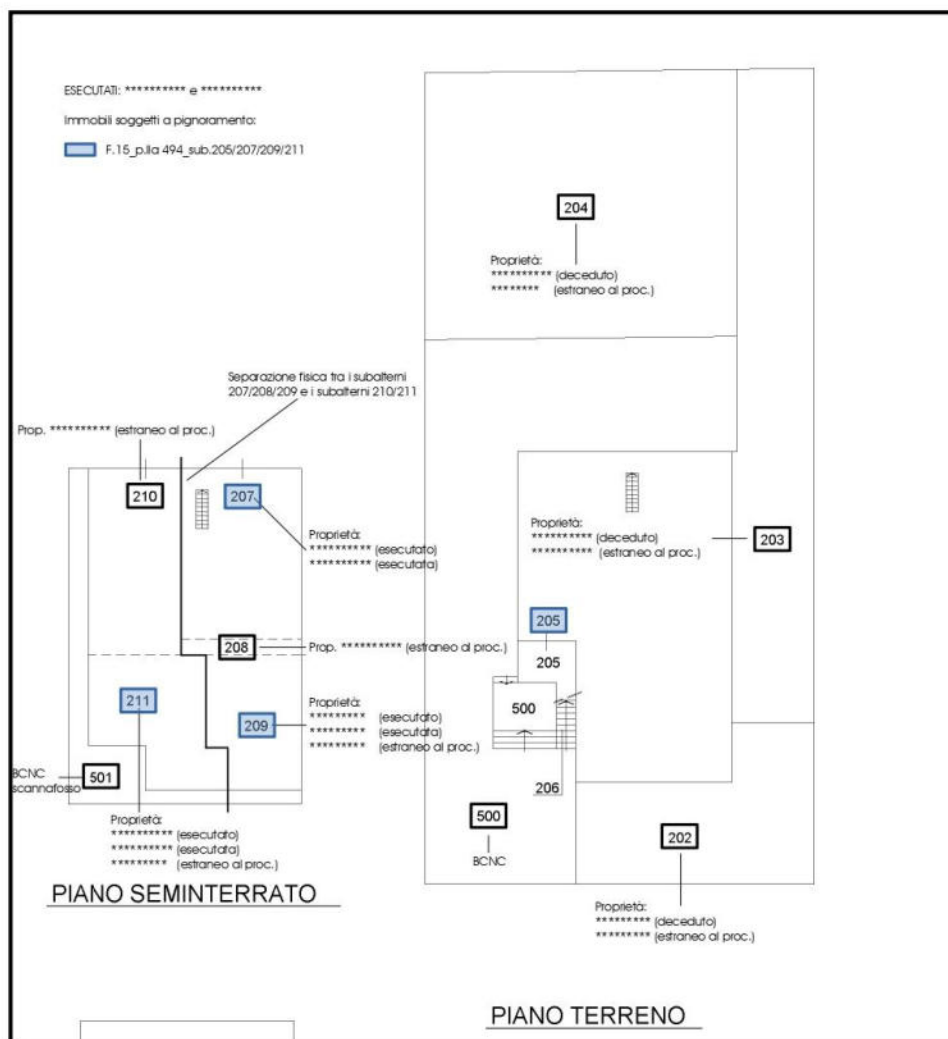 ESECUTATI: ********** e **********
Immobili soggetti a pignoramento:
F.15_p.lla 494_sub.205/207/209/211
204
Proprietà:
********** (deceduto)
******** (estraneo al proc.)
Separazione fisica tra i subalterni
207/208/209 e i subalterni 210/211
Prop. ********** (estraneo al proc.)
210
207
Proprietà:
********** (esecutato)
********** (esecutata)
208
Prop. ********** (estraneo al proc.)
211
209
Proprietà:
********* (esecutato)
********* (esecutata)
********* (estraneo al proc.)
BCNC
scannafosso
501
Proprietà:
********** (esecutato)
********** (esecutata)
********* (estraneo al proc.)
PIANO SEMINTERRATO
Proprietà:
********** (deceduto)
********** (estraneo al proc.)
203
205
205
500
206
500
BCNC
202
Proprietà:
********* (deceduto)
********* (estraneo al proc.)
PIANO TERRENO